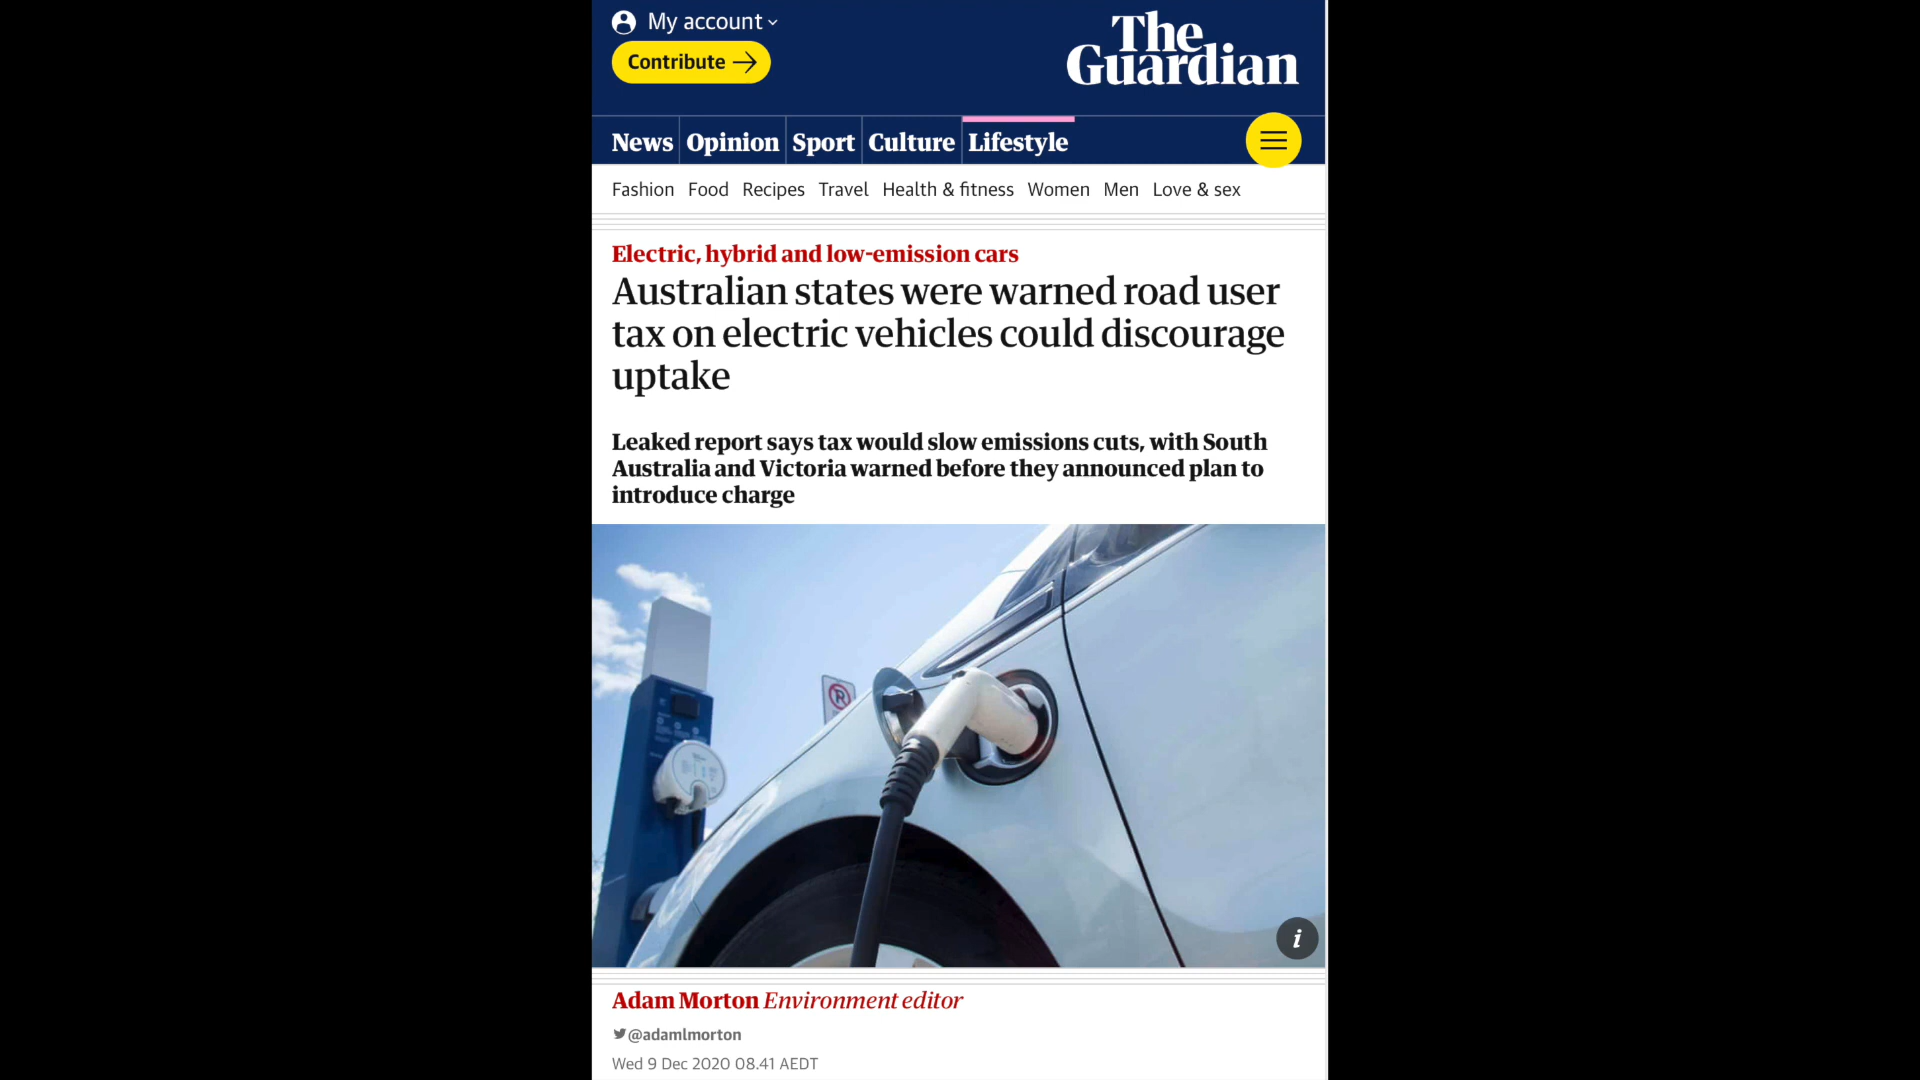 My account
Contribute
The
Guardian
News Opinion Sport Culture Lifestyle
Fashion Food Recipes Travel Health & fitness Women Men Love & sex
Electric, hybrid and low-emission cars
Australian states were warned road user
tax on electric vehicles could discourage
uptake
Leaked report says tax would slow emissions cuts, with South
Australia and Victoria warned before they announced plan to
introduce charge
R
i
Adam Morton Environment editor
@adamlmorton
Wed 9 Dec 2020 08.41 AEDT